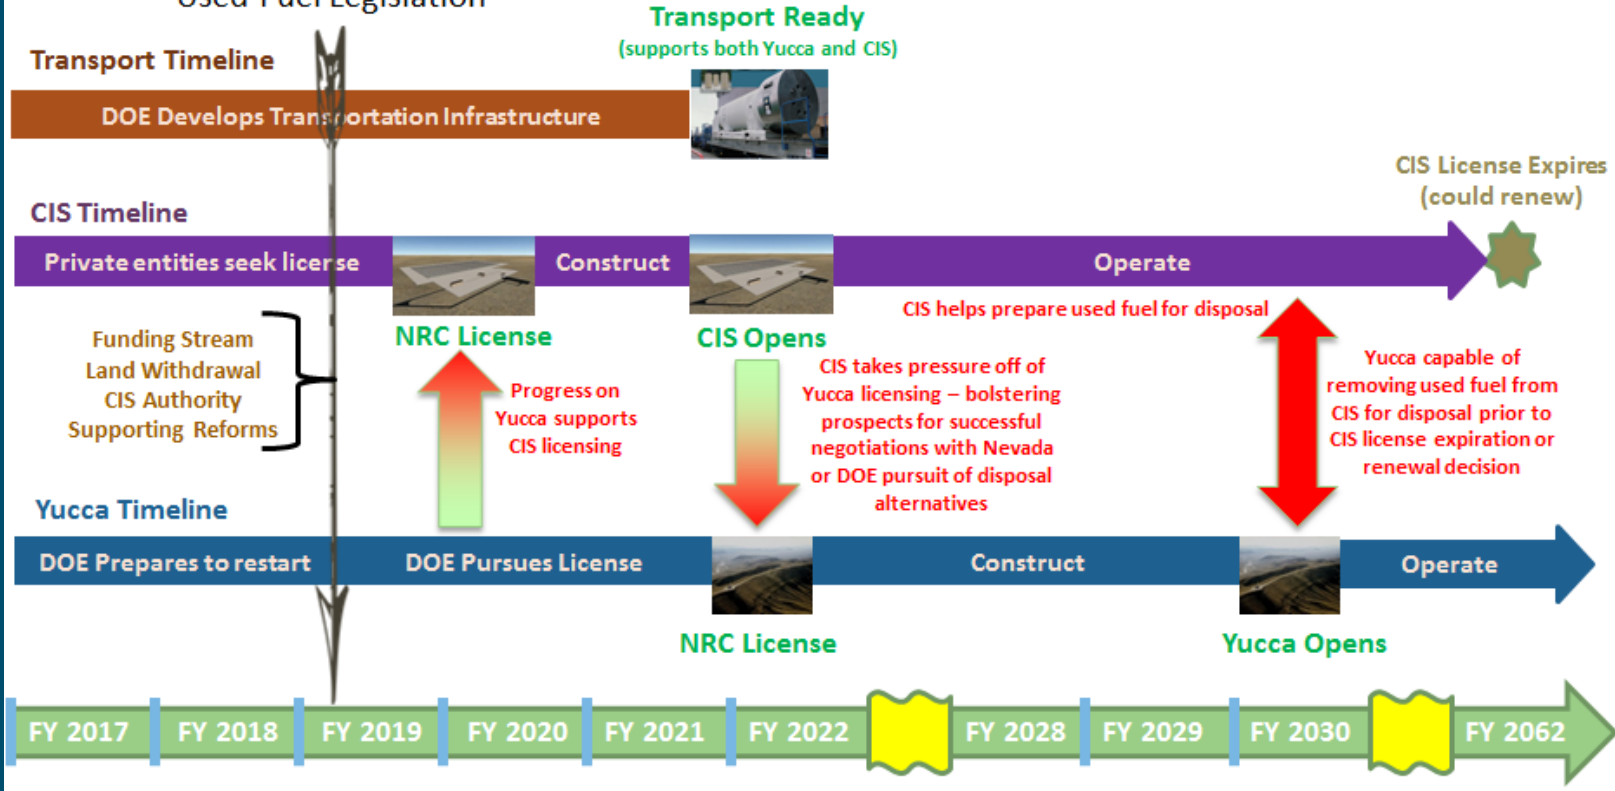 Used Fuel Legislation
Transport Ready
(supports both Yucca and CIS)
Transport Timeline
DOE Develops Transportation Infrastructure
CIS License Expires
(could renew)
CIS Timeline
Private entities seek license
Construct
Operate
NRC License
CIS Opens
CIS helps prepare used fuel for disposal
Funding Stream
Land Withdrawal
CIS Authority
Supporting Reforms
Progress on
Yucca supports
CIS licensing
CIS takes pressure off of
Yucca licensing – bolstering
prospects for successful
negotiations with Nevada
or DOE pursuit of disposal
alternatives
Yucca capable of
removing used fuel from
CIS for disposal prior to
CIS license expiration or
renewal decision
Yucca Timeline
DOE Prepares to restart
DOE Pursues License
Construct
Operate
NRC License
Yucca Opens
FY 2017
FY 2018
FY 2019
FY 2020
FY 2021
FY 2022
FY 2028
FY 2029
FY 2030
FY 2062